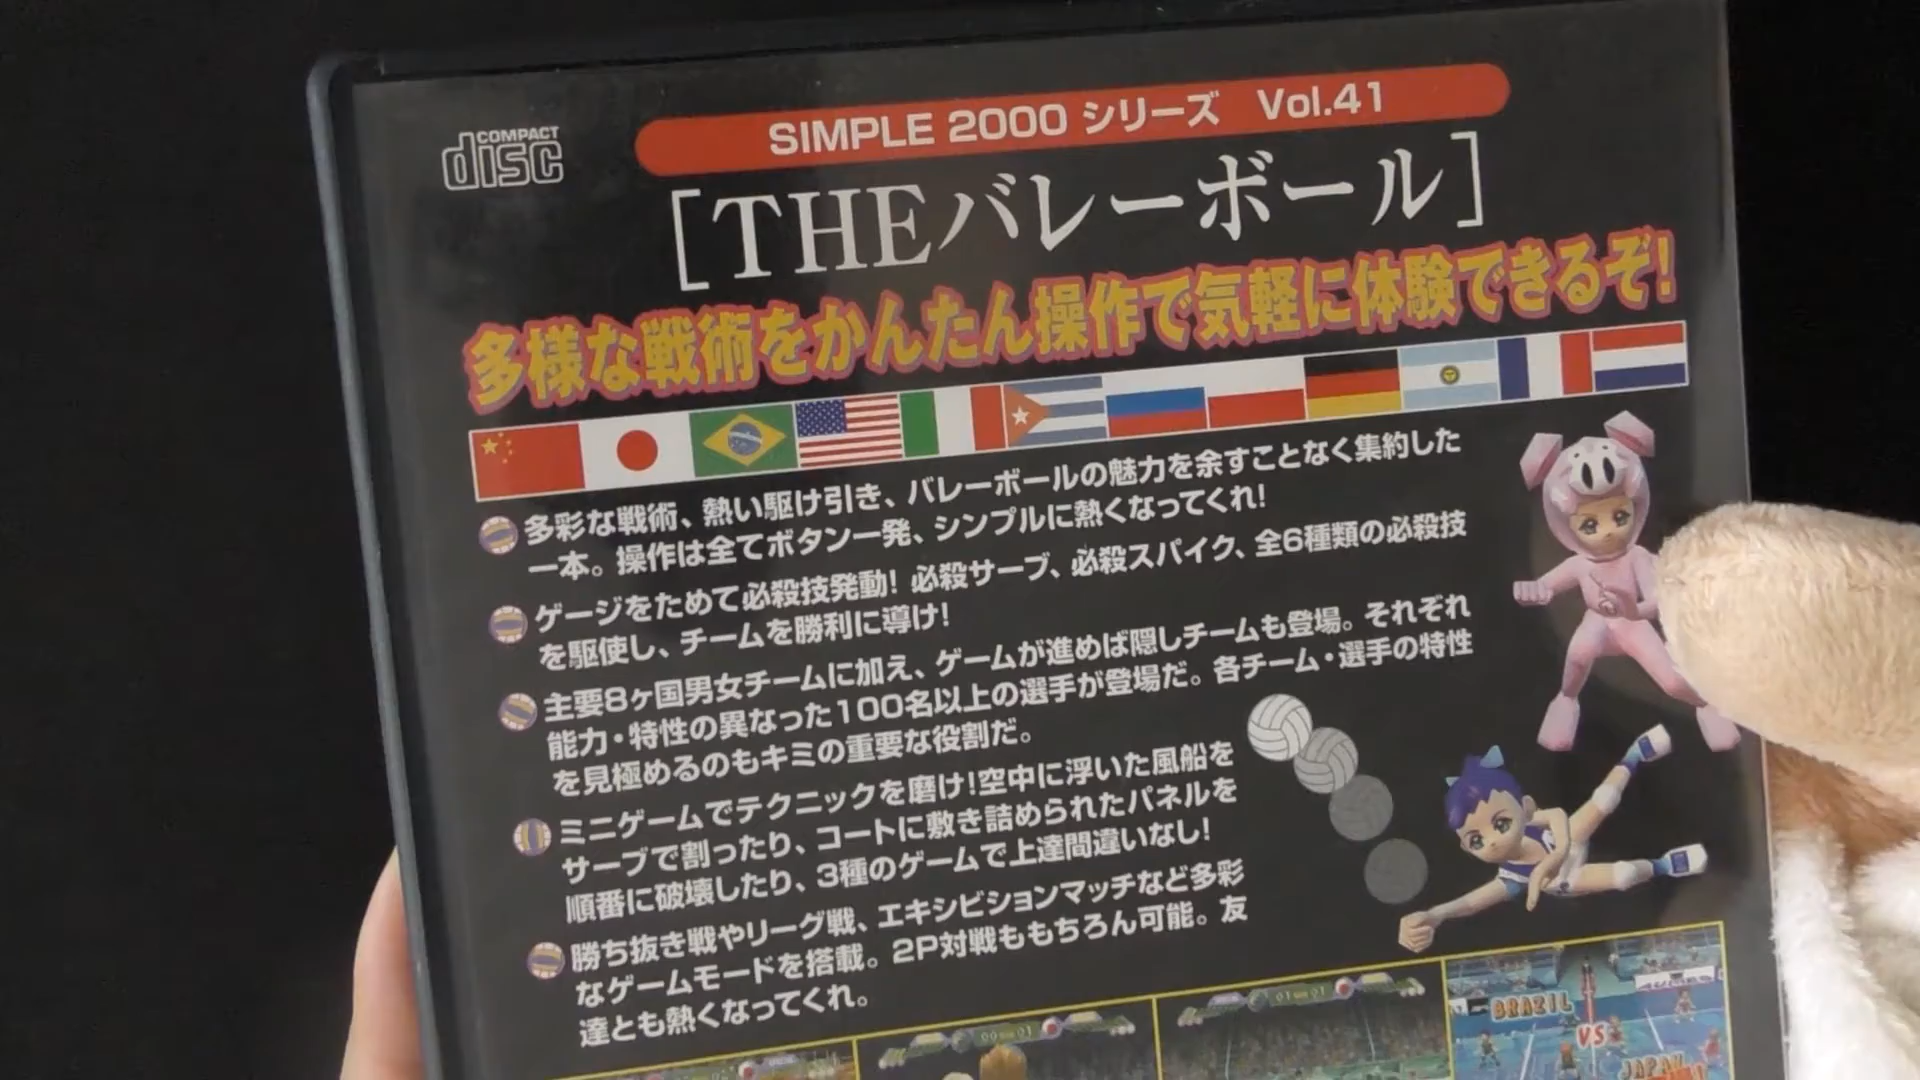 COMPACT
disc
SIMPLE 2000 シリーズ Vol.41
[THEバレーボール]
多様な戦術をかんたん操作で気軽に体験できるぞ!
多彩な戦術、熱い駆け引き、バレーボールの魅力を余すことなく集約した
一本。操作は全てボタン一発、シンプルに熱くなってくれ!
ゲージをためて必殺技発動! 必殺サーブ、必殺スパイク、全6種類の必殺技
を駆使し、チームを勝利に導け!
主要8ヶ国男女チームに加え、ゲームが進めば隠しチームも登場。それぞれ
能力・特性の異なった100名以上の選手が登場だ。各チーム・選手の特性
を見極めるのもキミの重要な役割だ。
ミニゲームでテクニックを磨け!空中に浮いた風船を
サーブで割ったり、コートに敷き詰められたパネルを
順番に破壊したり、3種のゲームで上達間違いなし!
勝ち抜き戦やリーグ戦、エキシビションマッチなど多彩
なゲームモードを搭載。2P対戦ももちろん可能。友
達とも熱くなってくれ。
BRAZIL
VS
JAPAN